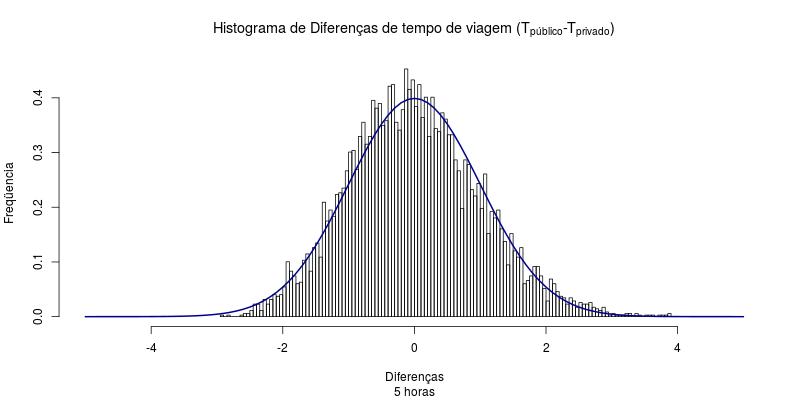 Histograma de Diferenças de tempo de viagem (Tpúblico-Tprivado)
Freqüencia
0.4
0.3
0.2
0.1
0.0
-4 -2 0 2 4
Diferenças
5 horas